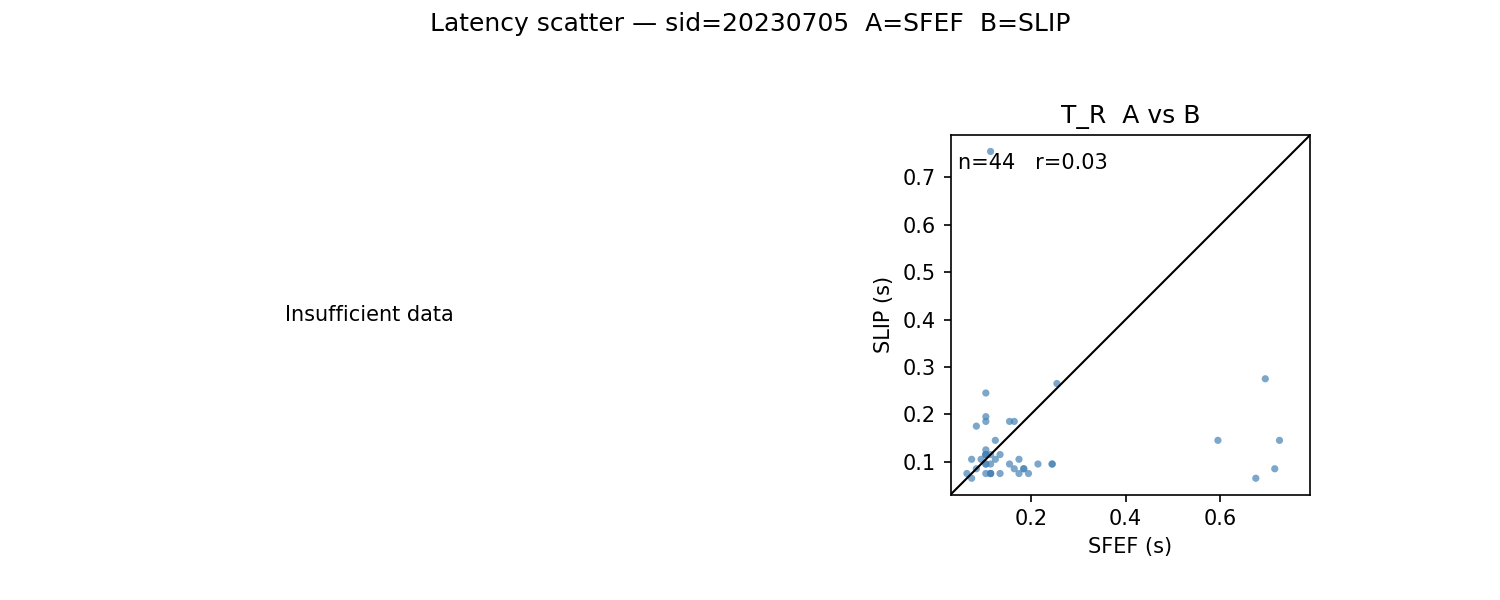 Latency scatter — sid=20230705  A=SFEF  B=SLIP
Insufficient data
T_R  A vs B
n=44   r=0.03
0.7
0.6
0.5
0.4
0.3
0.2
0.1
SLIP (s)
0.2
0.4
0.6
SFEF (s)